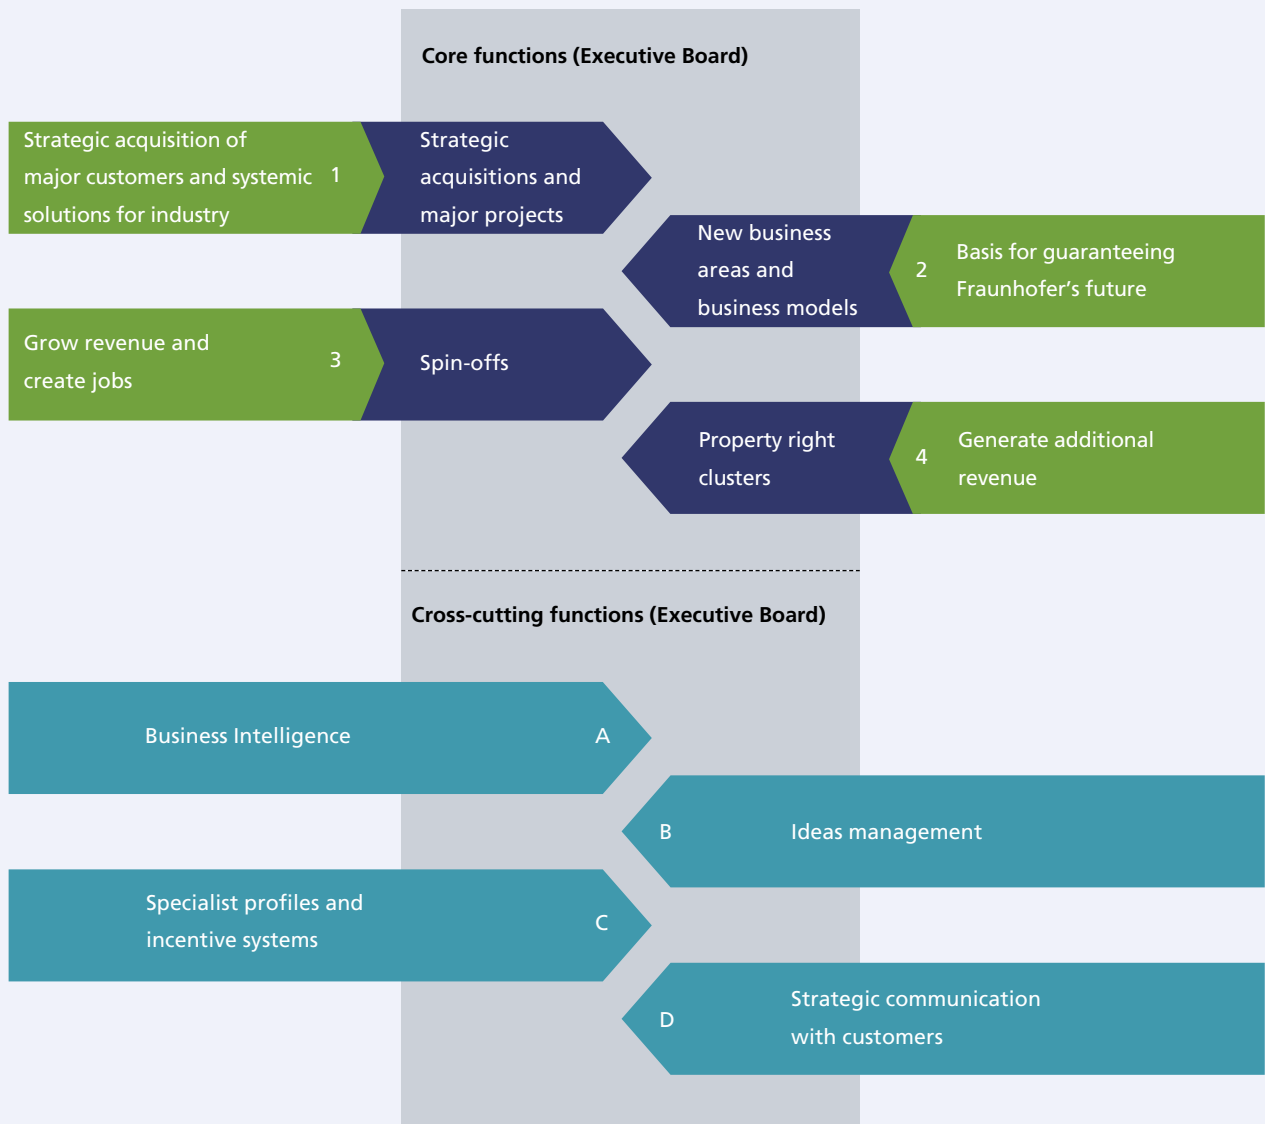 Core functions (Executive Board)
Strategic acquisition of
major customers and systemic
solutions for industry
1
Strategic
acquisitions and
major projects
New business
areas and
business models
2
Basis for guaranteeing
Fraunhofer’s future
Grow revenue and
create jobs
3
Spin-offs
Property right
clusters
4
Generate additional
revenue
Cross-cutting functions (Executive Board)
Business Intelligence
A
B
Ideas management
Specialist profiles and
incentive systems
C
D
Strategic communication
with customers